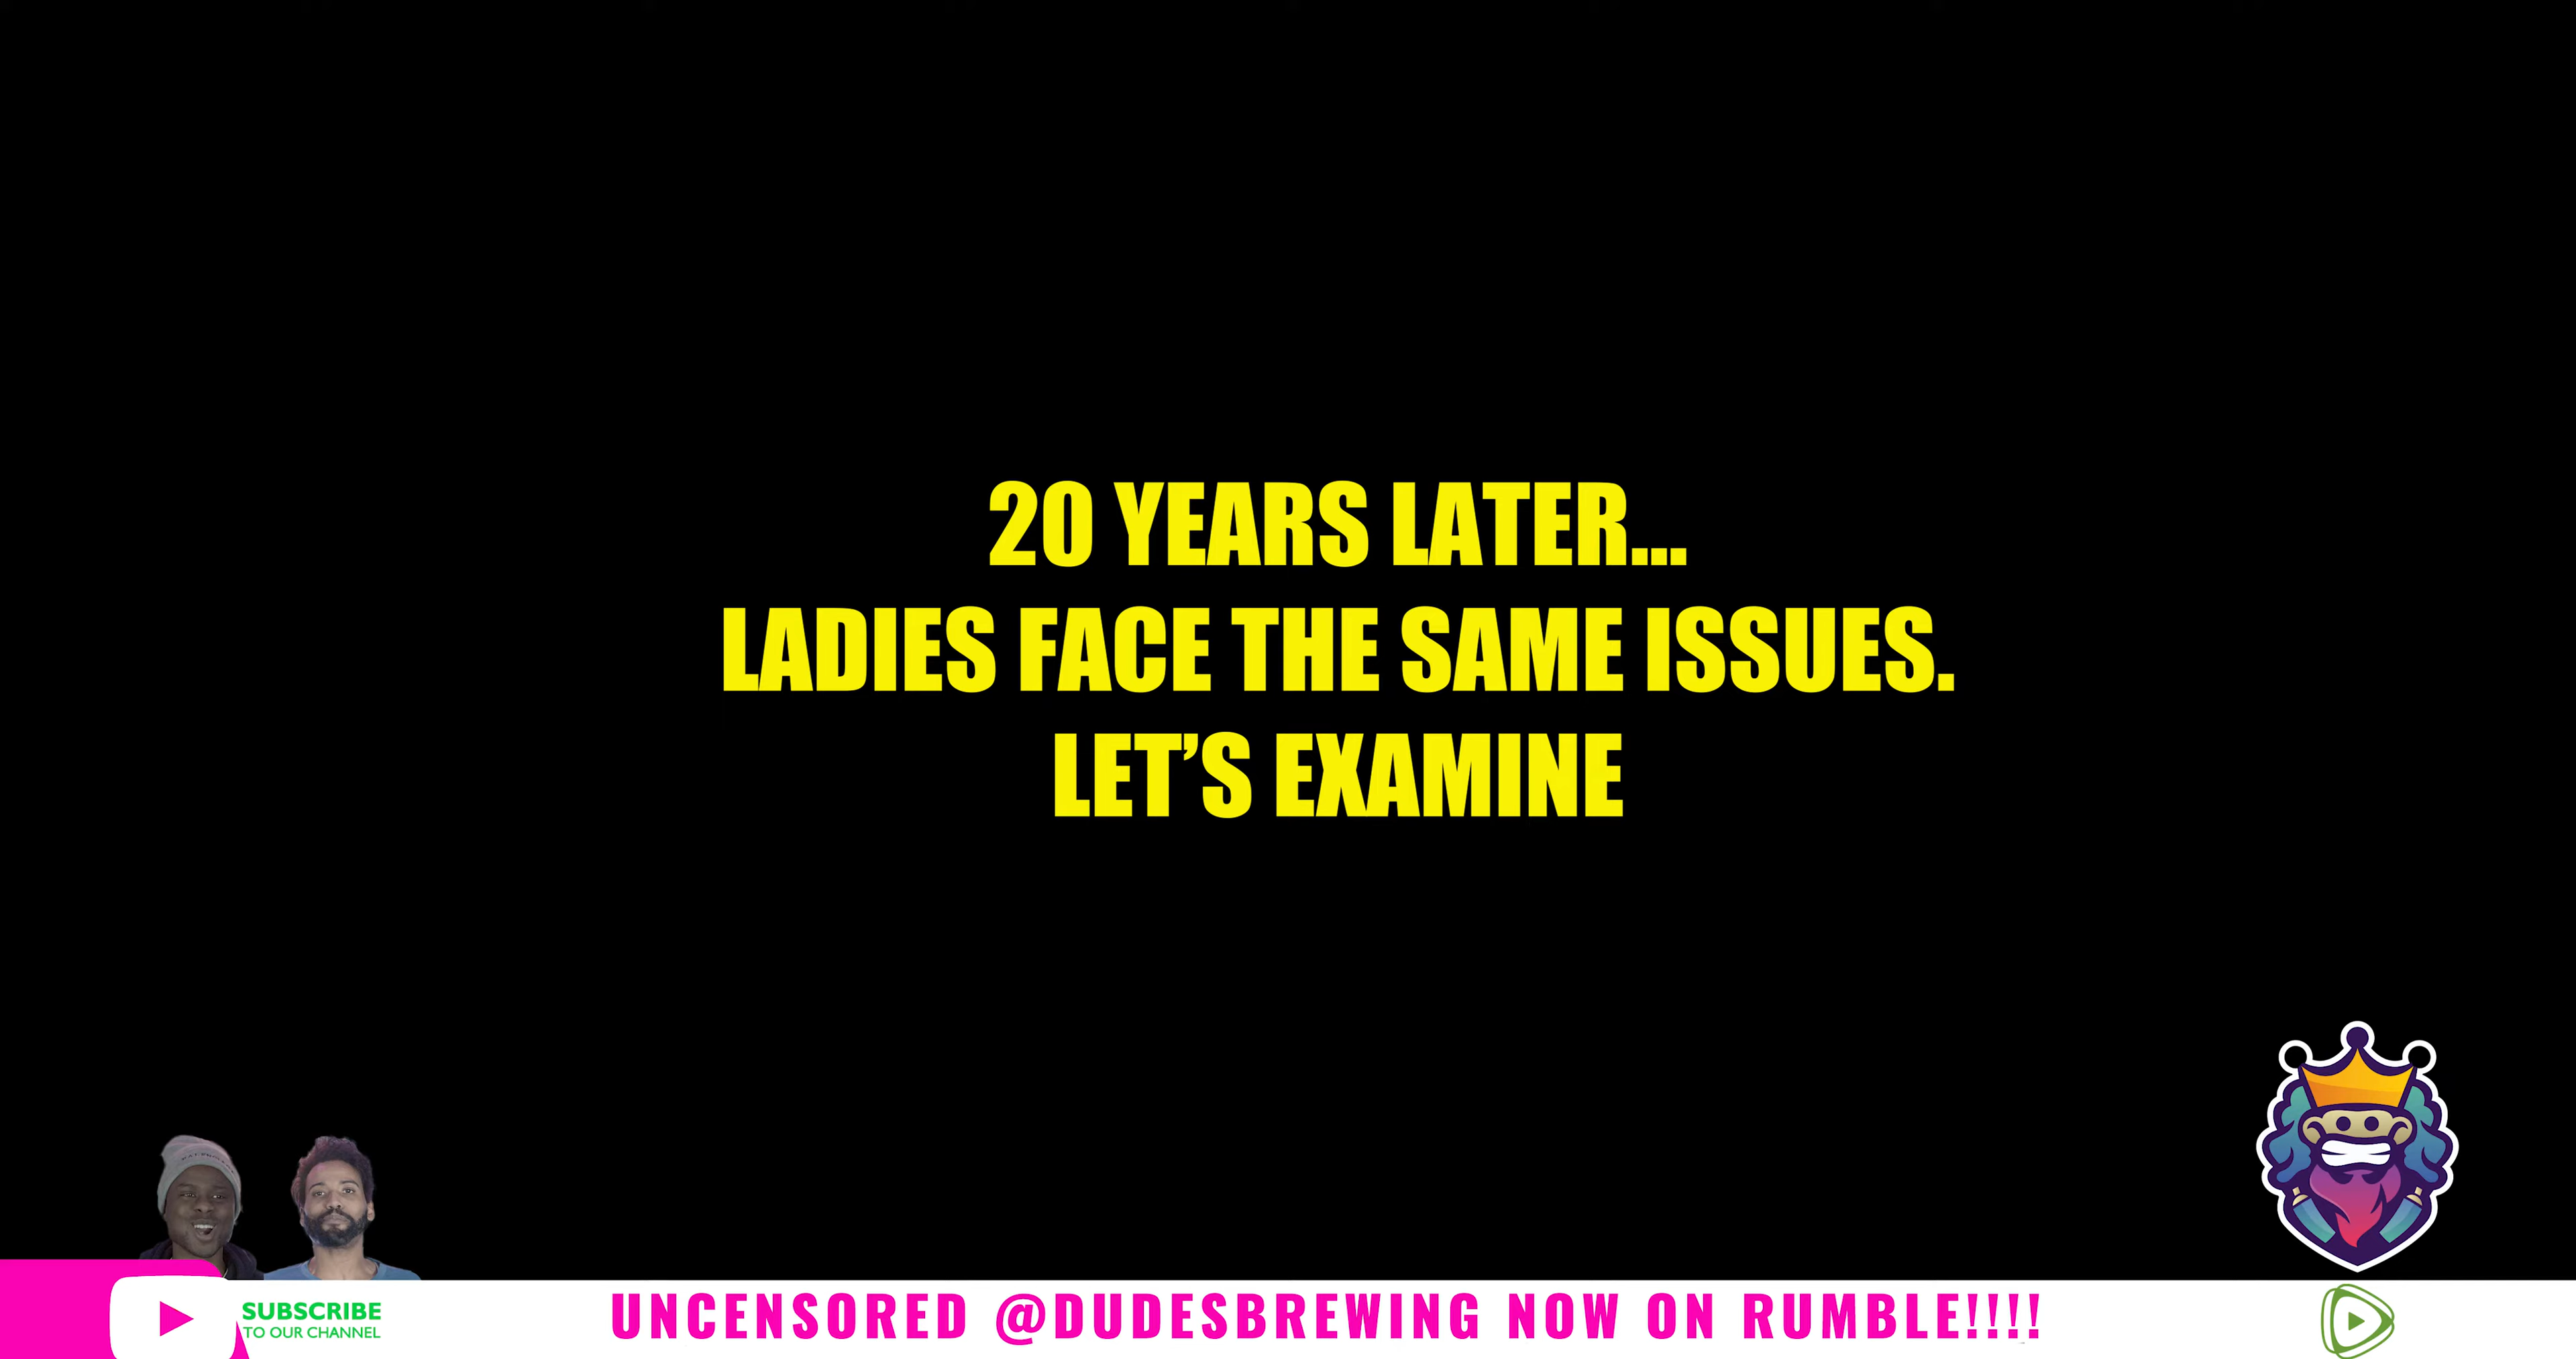 20 YEARS LATER...
LADIES FACE THE SAME ISSUES.
LET’S EXAMINE
SUBSCRIBE
TO OUR CHANNEL
UNCENSORED @DUDESBREWING NOW ON RUMBLE!!!!